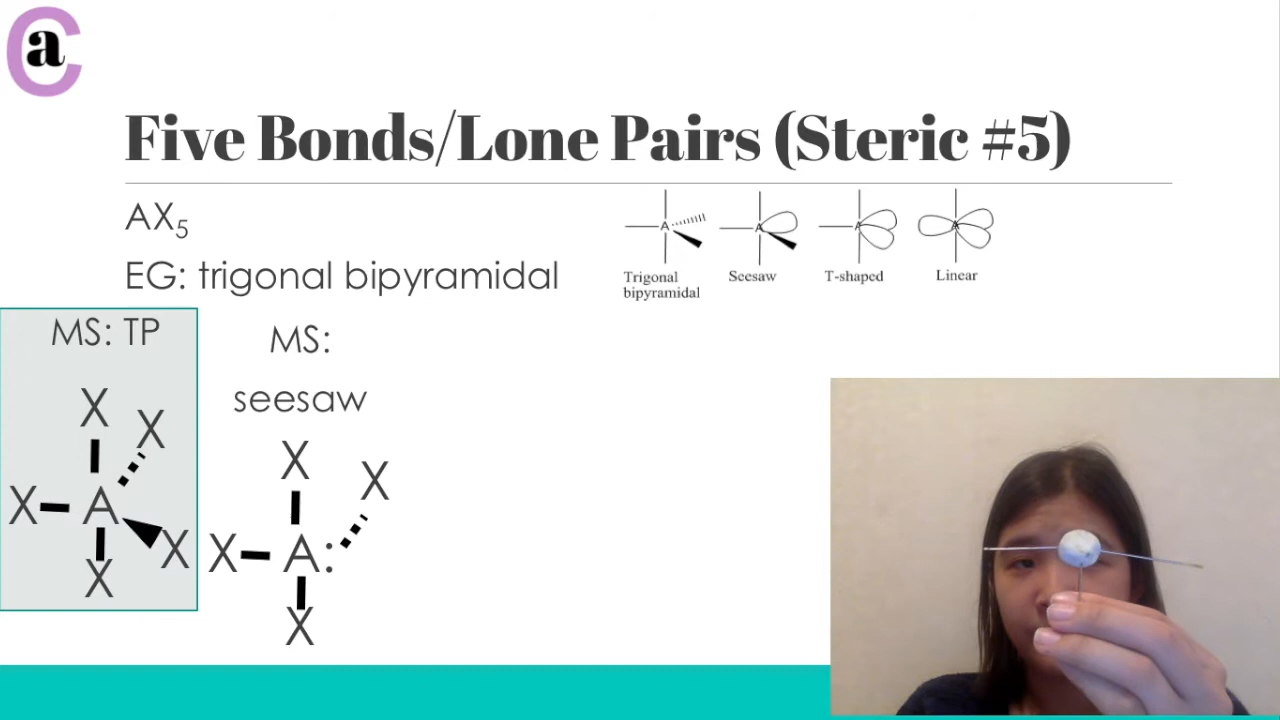 a
C
Five Bonds/Lone Pairs (Steric #5)
AX₅
EG: trigonal bipyramidal
A
A
A
A
Trigonal
bipyramidal
Seesaw
T-shaped
Linear
MS: TP
X
X
X A
X
X
MS:
seesaw
X
X
X A:
X